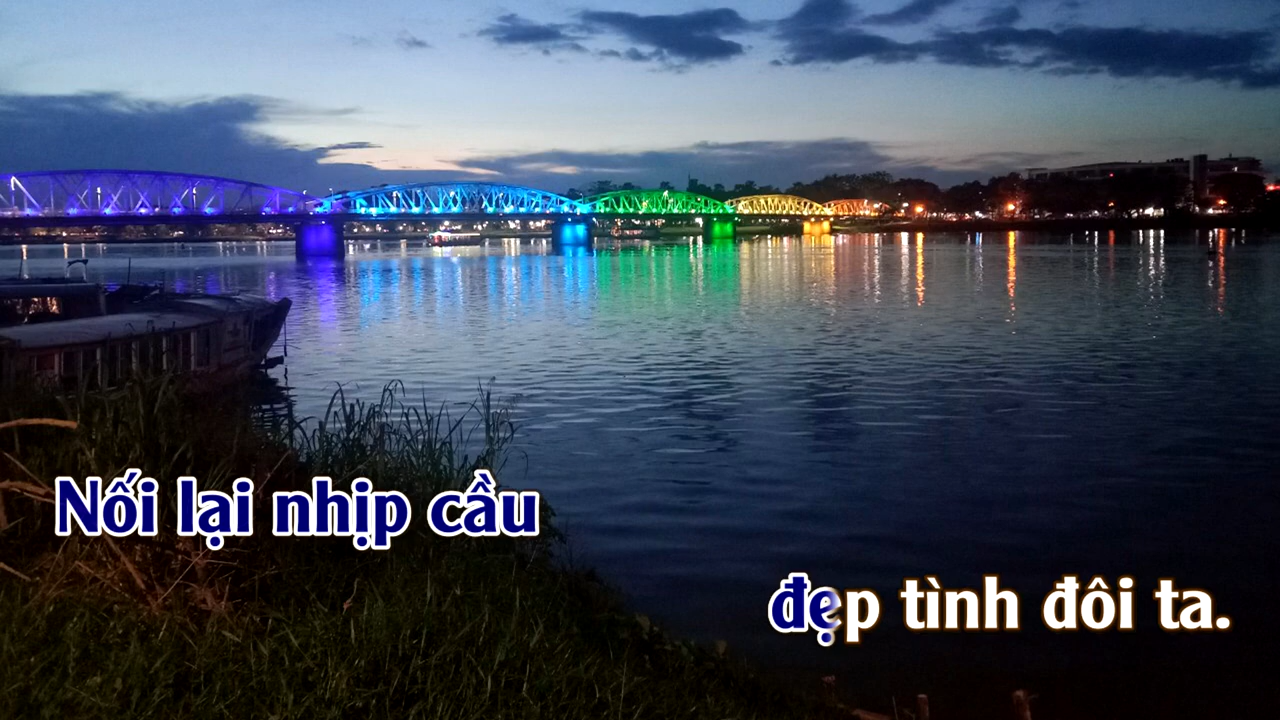 Nối lại nhịp cầu
đẹp tình đôi ta.